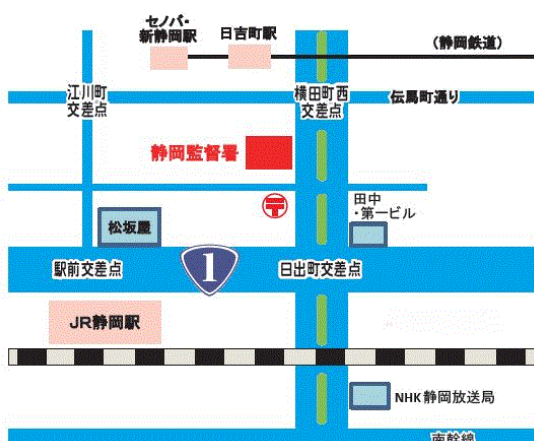 セノバ・
新静岡駅
日吉町駅
(静岡鉄道)
江川町
交差点
横田町西
交差点
伝馬町通り
静岡監督署
〒
田中
・第一ビル
松坂屋
駅前交差点
1
日出町交差点
JR静岡駅
NHK静岡放送局
南幹線